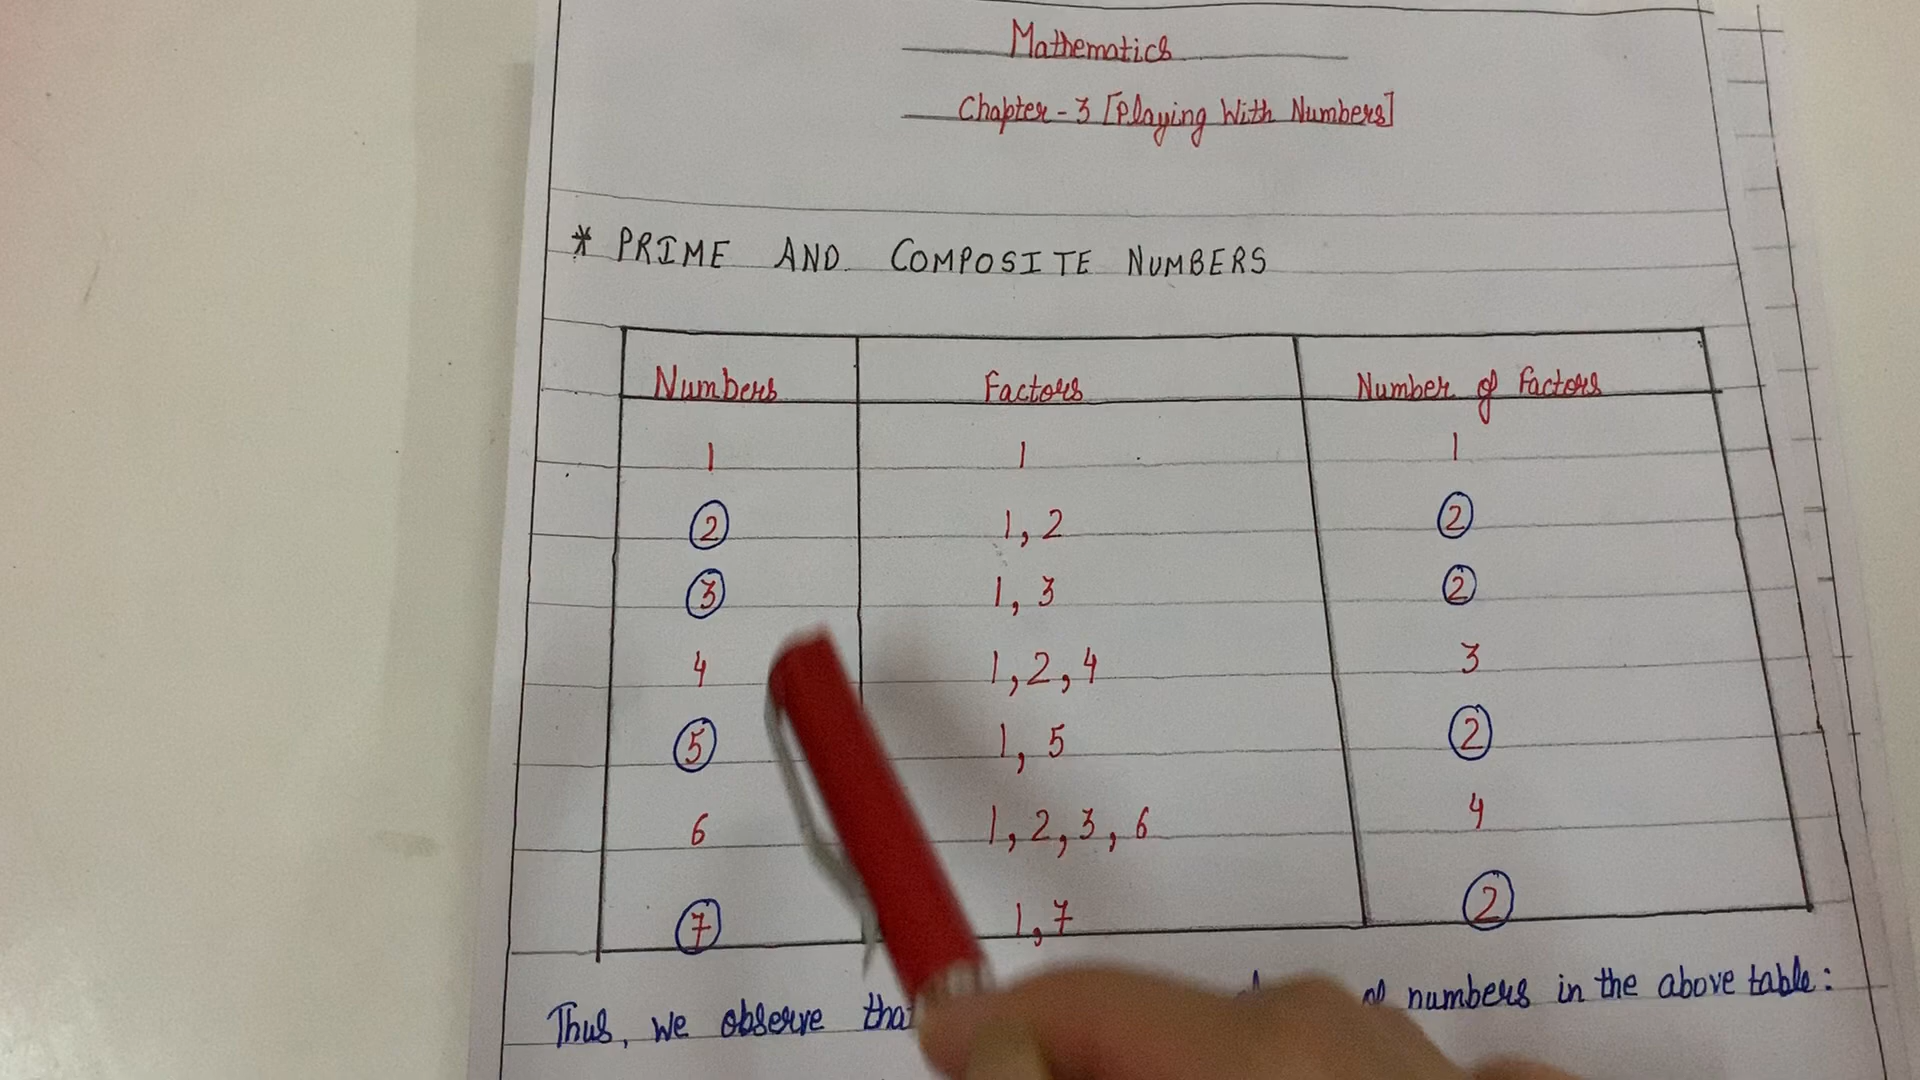 Mathematics
Chapter - 3 [Playing With Numbers]
* PRIME AND COMPOSITE NUMBERS
Numbers Factors Number of Factors
1 1 1
2 1, 2 2
3 1, 3 2
4 1, 2, 4 3
5 1, 5 2
6 1, 2, 3, 6 4
7 1, 7 2
Thus, we observe that numbers in the above table: